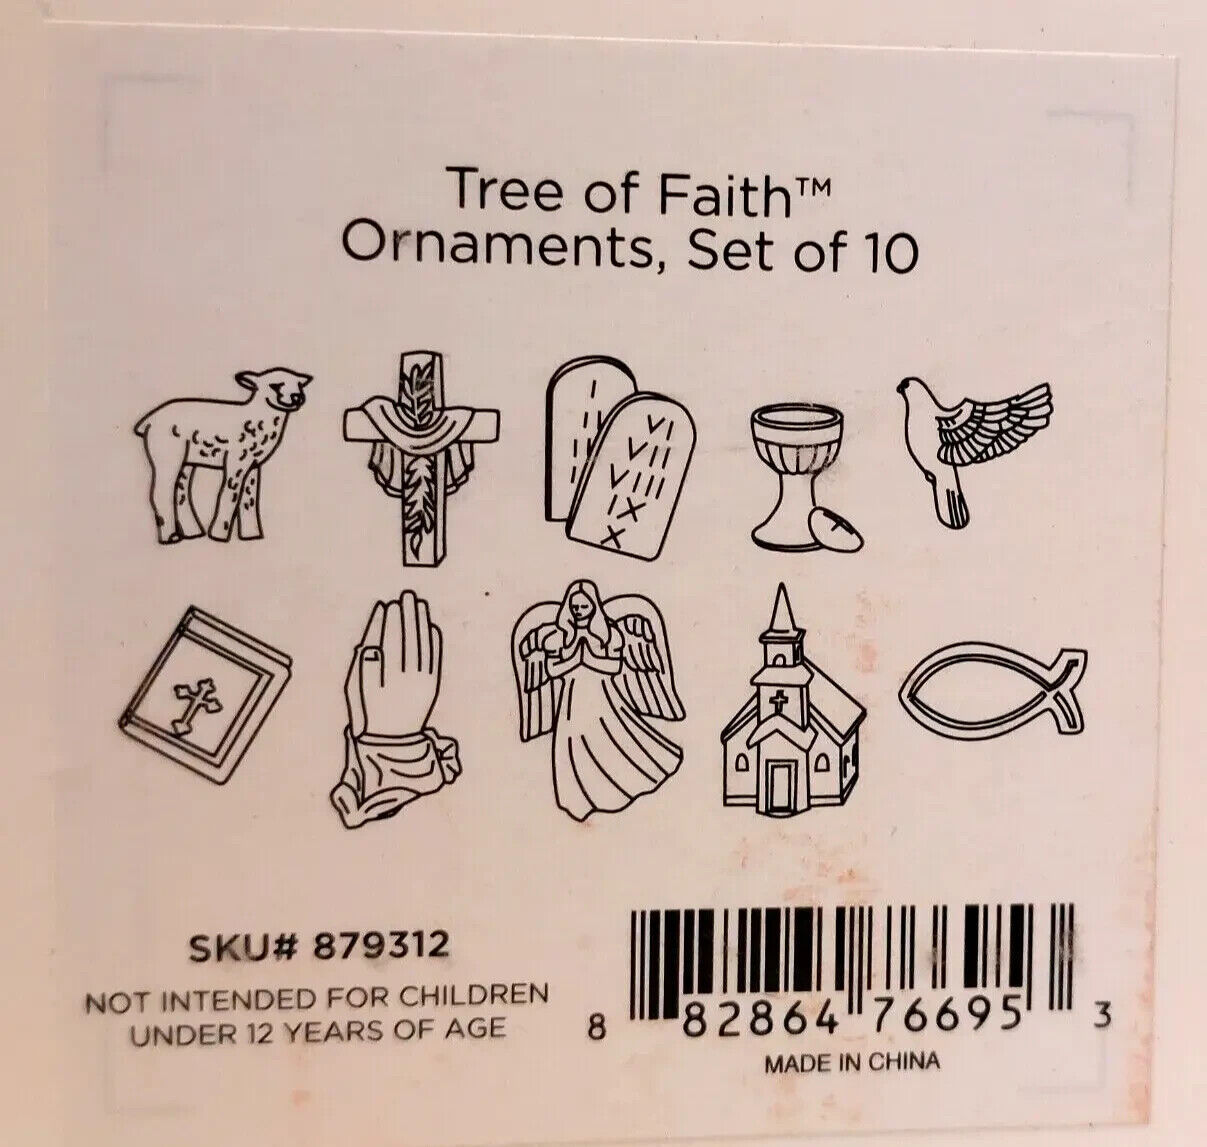 Tree of Faith™
Ornaments, Set of 10
I
V
I I
V I
I I I
V I I
V I I I
I X
X
SKU# 879312
NOT INTENDED FOR CHILDREN
UNDER 12 YEARS OF AGE
8 82864 76695 3
MADE IN CHINA